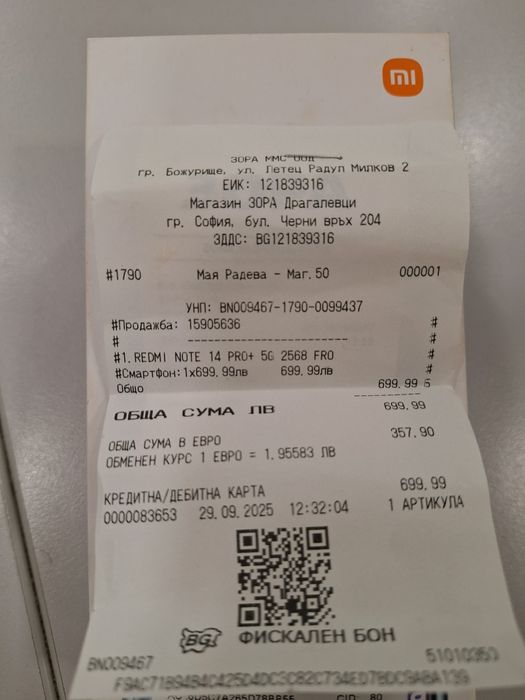 mi
ЗОРА ММС ООД
гр. Божурище, ул. Летец Радул Милков 2
ЕИК: 121839316
Магазин ЗОРА Драгалевци
гр. София, бул. Черни връх 204
ЗДДС: BG121839316
#1790 Мая Радева - Маг. 50 000001
УНП: BN009467-1790-0099437
#Продажба: 15905636 #
# ------------------------ #
#1. REDMI NOTE 14 PRO+ 5G 2568 FRO #
#Смартфон: 1x699.99лв 699.99лв #
Общо 699.99 Б
ОБЩА СУМА ЛВ 699.99
ОБЩА СУМА В ЕВРО 357.90
ОБМЕНЕН КУРС 1 ЕВРО = 1.95583 ЛВ
КРЕДИТНА/ДЕБИТНА КАРТА 699.99
0000083653 29.09.2025 12:32:04 1 АРТИКУЛА
BG
ФИСКАЛЕН БОН
BN009467 51010350